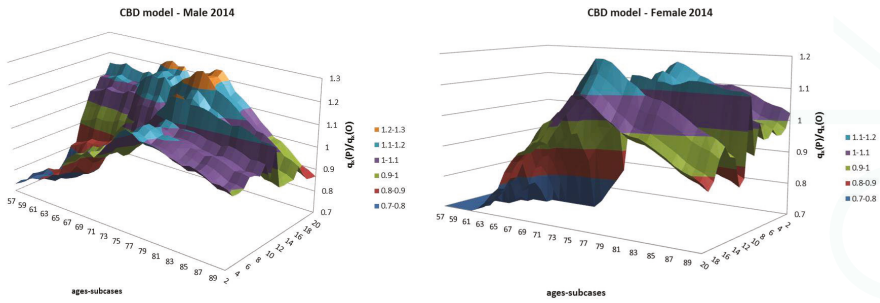 CBD model - Male 2014
1.3
1.2
1.1
1
0.9
0.8
0.7
qx(P)/qx(O)
1.2-1.3
1.1-1.2
1-1.1
0.9-1
0.8-0.9
0.7-0.8
57 59 61 63 65 67 69 71 73 75 77 79 81 83 85 87 89
2 4 6 8 10 12 14 16 18 20
ages-subcases
CBD model - Female 2014
1.2
1.1
1
0.9
0.8
0.7
qx(P)/qx(O)
1.1-1.2
1-1.1
0.9-1
0.8-0.9
0.7-0.8
57 59 61 63 65 67 69 71 73 75 77 79 81 83 85 87 89
20 18 16 14 12 10 8 6 4 2
ages-subcases